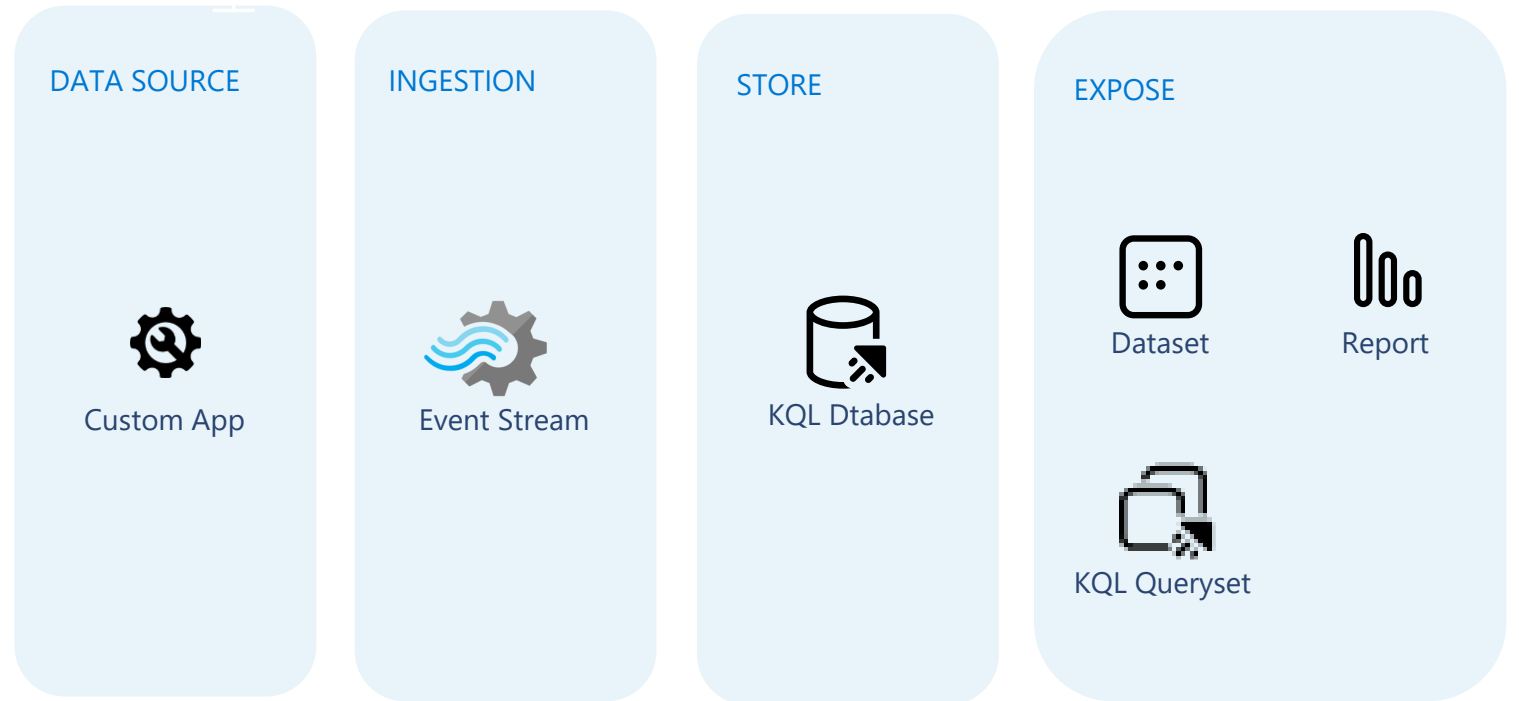 DATA SOURCE
INGESTION
STORE
EXPOSE
Custom App
Event Stream
KQL Dtabase
Dataset
Report
KQL Queryset